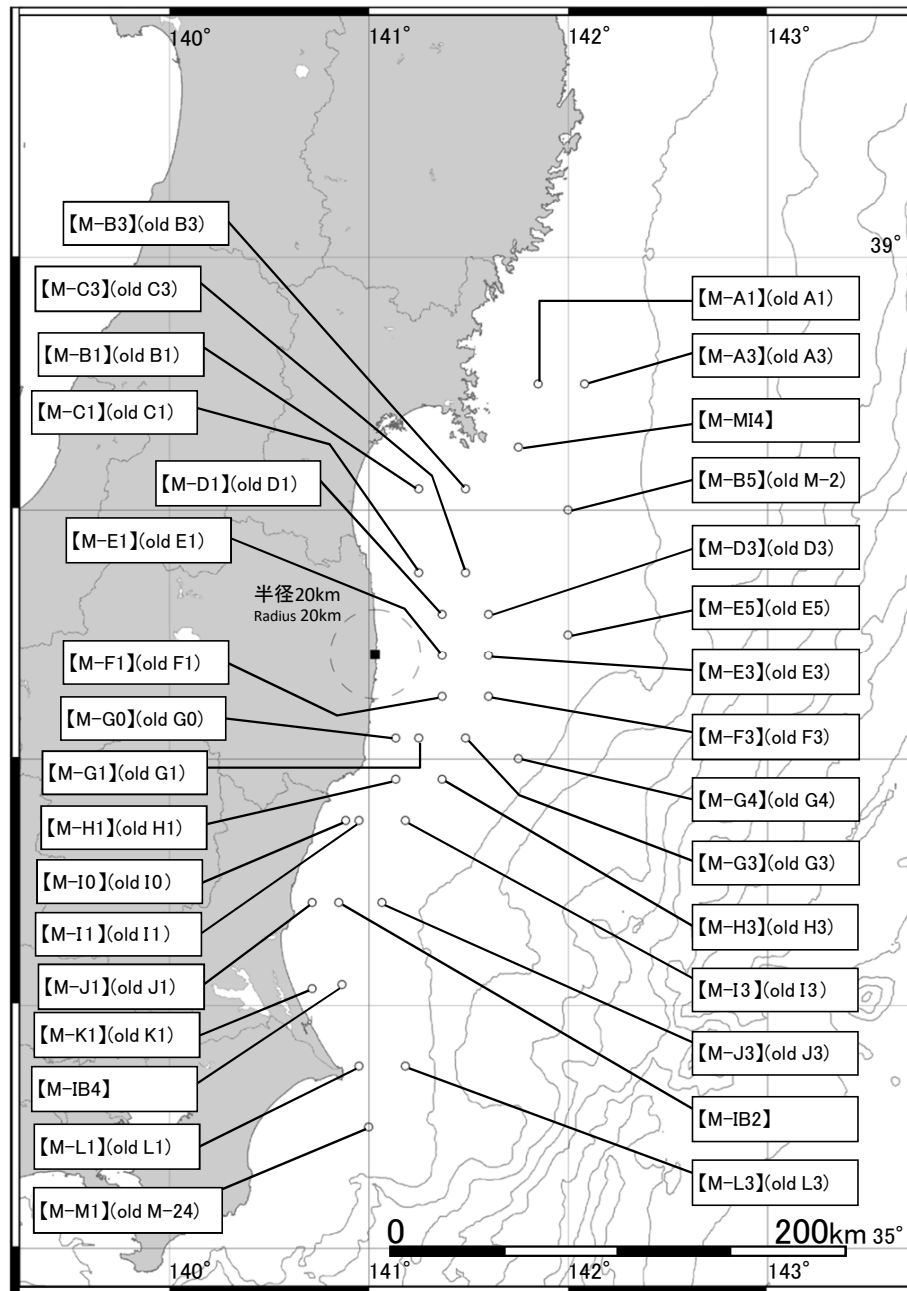 140°
141°
142°
143°
【M-B3】(old B3)
39°
【M-C3】(old C3)
【M-A1】(old A1)
【M-B1】(old B1)
【M-A3】(old A3)
【M-C1】(old C1)
【M-MI4】
【M-D1】(old D1)
【M-B5】(old M-2)
【M-E1】(old E1)
【M-D3】(old D3)
半径20km
Radius 20km
【M-E5】(old E5)
【M-F1】(old F1)
【M-E3】(old E3)
【M-G0】(old G0)
【M-F3】(old F3)
【M-G1】(old G1)
【M-G4】(old G4)
【M-H1】(old H1)
【M-G3】(old G3)
【M-I0】(old I0)
【M-H3】(old H3)
【M-I1】(old I1)
【M-I3】(old I3)
【M-J1】(old J1)
【M-K1】(old K1)
【M-J3】(old J3)
【M-IB4】
【M-IB2】
【M-L1】(old L1)
【M-L3】(old L3)
【M-M1】(old M-24)
0
200km
35°
140°
141°
142°
143°